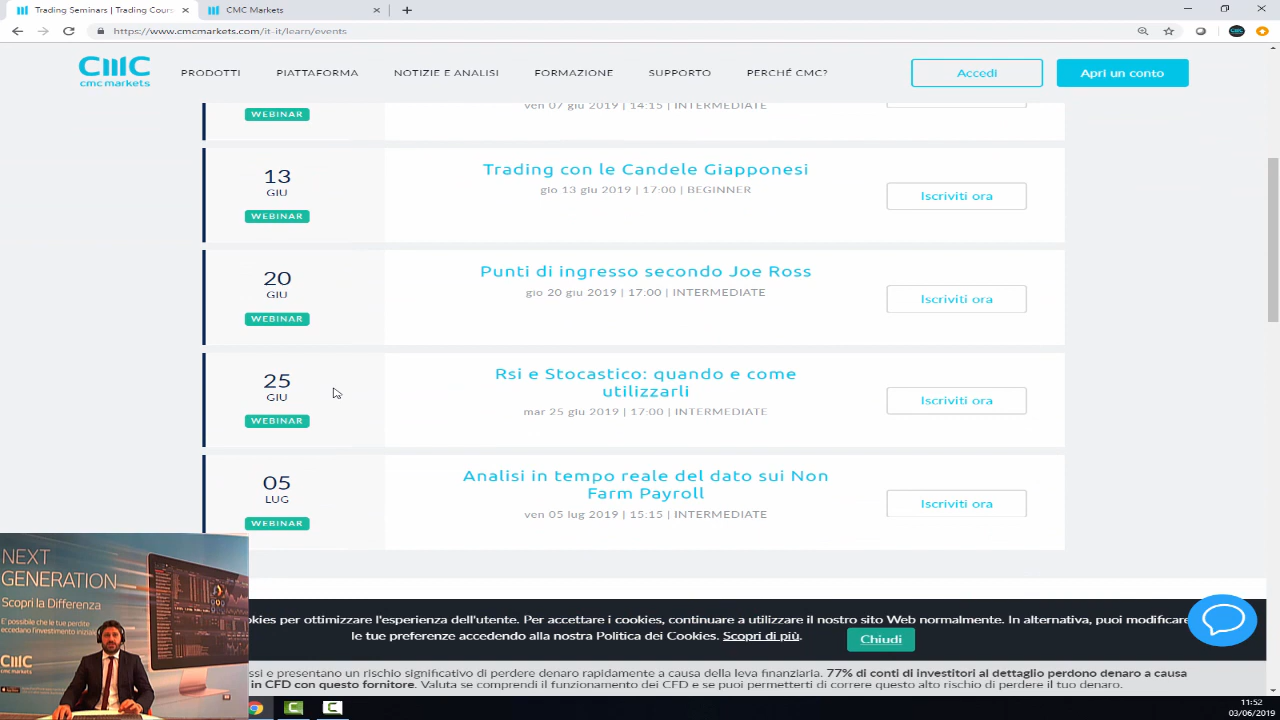 Trading Seminars | Trading Cours
CMC Markets
https://www.cmcmarkets.com/it-it/learn/events
cmc markets
PRODOTTI
PIATTAFORMA
NOTIZIE E ANALISI
FORMAZIONE
SUPPORTO
PERCHÉ CMC?
Accedi
Apri un conto
WEBINAR
ven 07 giu 2019 | 14:15 | INTERMEDIATE
13
GIU
WEBINAR
Trading con le Candele Giapponesi
gio 13 giu 2019 | 17:00 | BEGINNER
Iscriviti ora
20
GIU
WEBINAR
Punti di ingresso secondo Joe Ross
gio 20 giu 2019 | 17:00 | INTERMEDIATE
Iscriviti ora
25
GIU
WEBINAR
Rsi e Stocastico: quando e come
utilizzarli
mar 25 giu 2019 | 17:00 | INTERMEDIATE
Iscriviti ora
05
LUG
WEBINAR
Analisi in tempo reale del dato sui Non
Farm Payroll
ven 05 lug 2019 | 15:15 | INTERMEDIATE
Iscriviti ora
NEXT
GENERATION
Scopri la Differenza
E' possibile che le tue perdite
eccedano l'investimento iniziale
cmc markets
okies per ottimizzare l'esperienza dell'utente. Per accettare i cookies, continuare a utilizzare il nostro sito Web normalmente. In alternativa, puoi modificare
le tue preferenze accedendo alla nostra Politica dei Cookies. Scopri di più.
Chiudi
ssi e presentano un rischio significativo di perdere denaro rapidamente a causa della leva finanziaria. 77% di conti di investitori al dettaglio perdono denaro a causa
in CFD con questo fornitore. Valuta se comprendi il funzionamento dei CFD e se puoi permetterti di correre questo alto rischio di perdere il tuo denaro.
11:52
03/06/2019